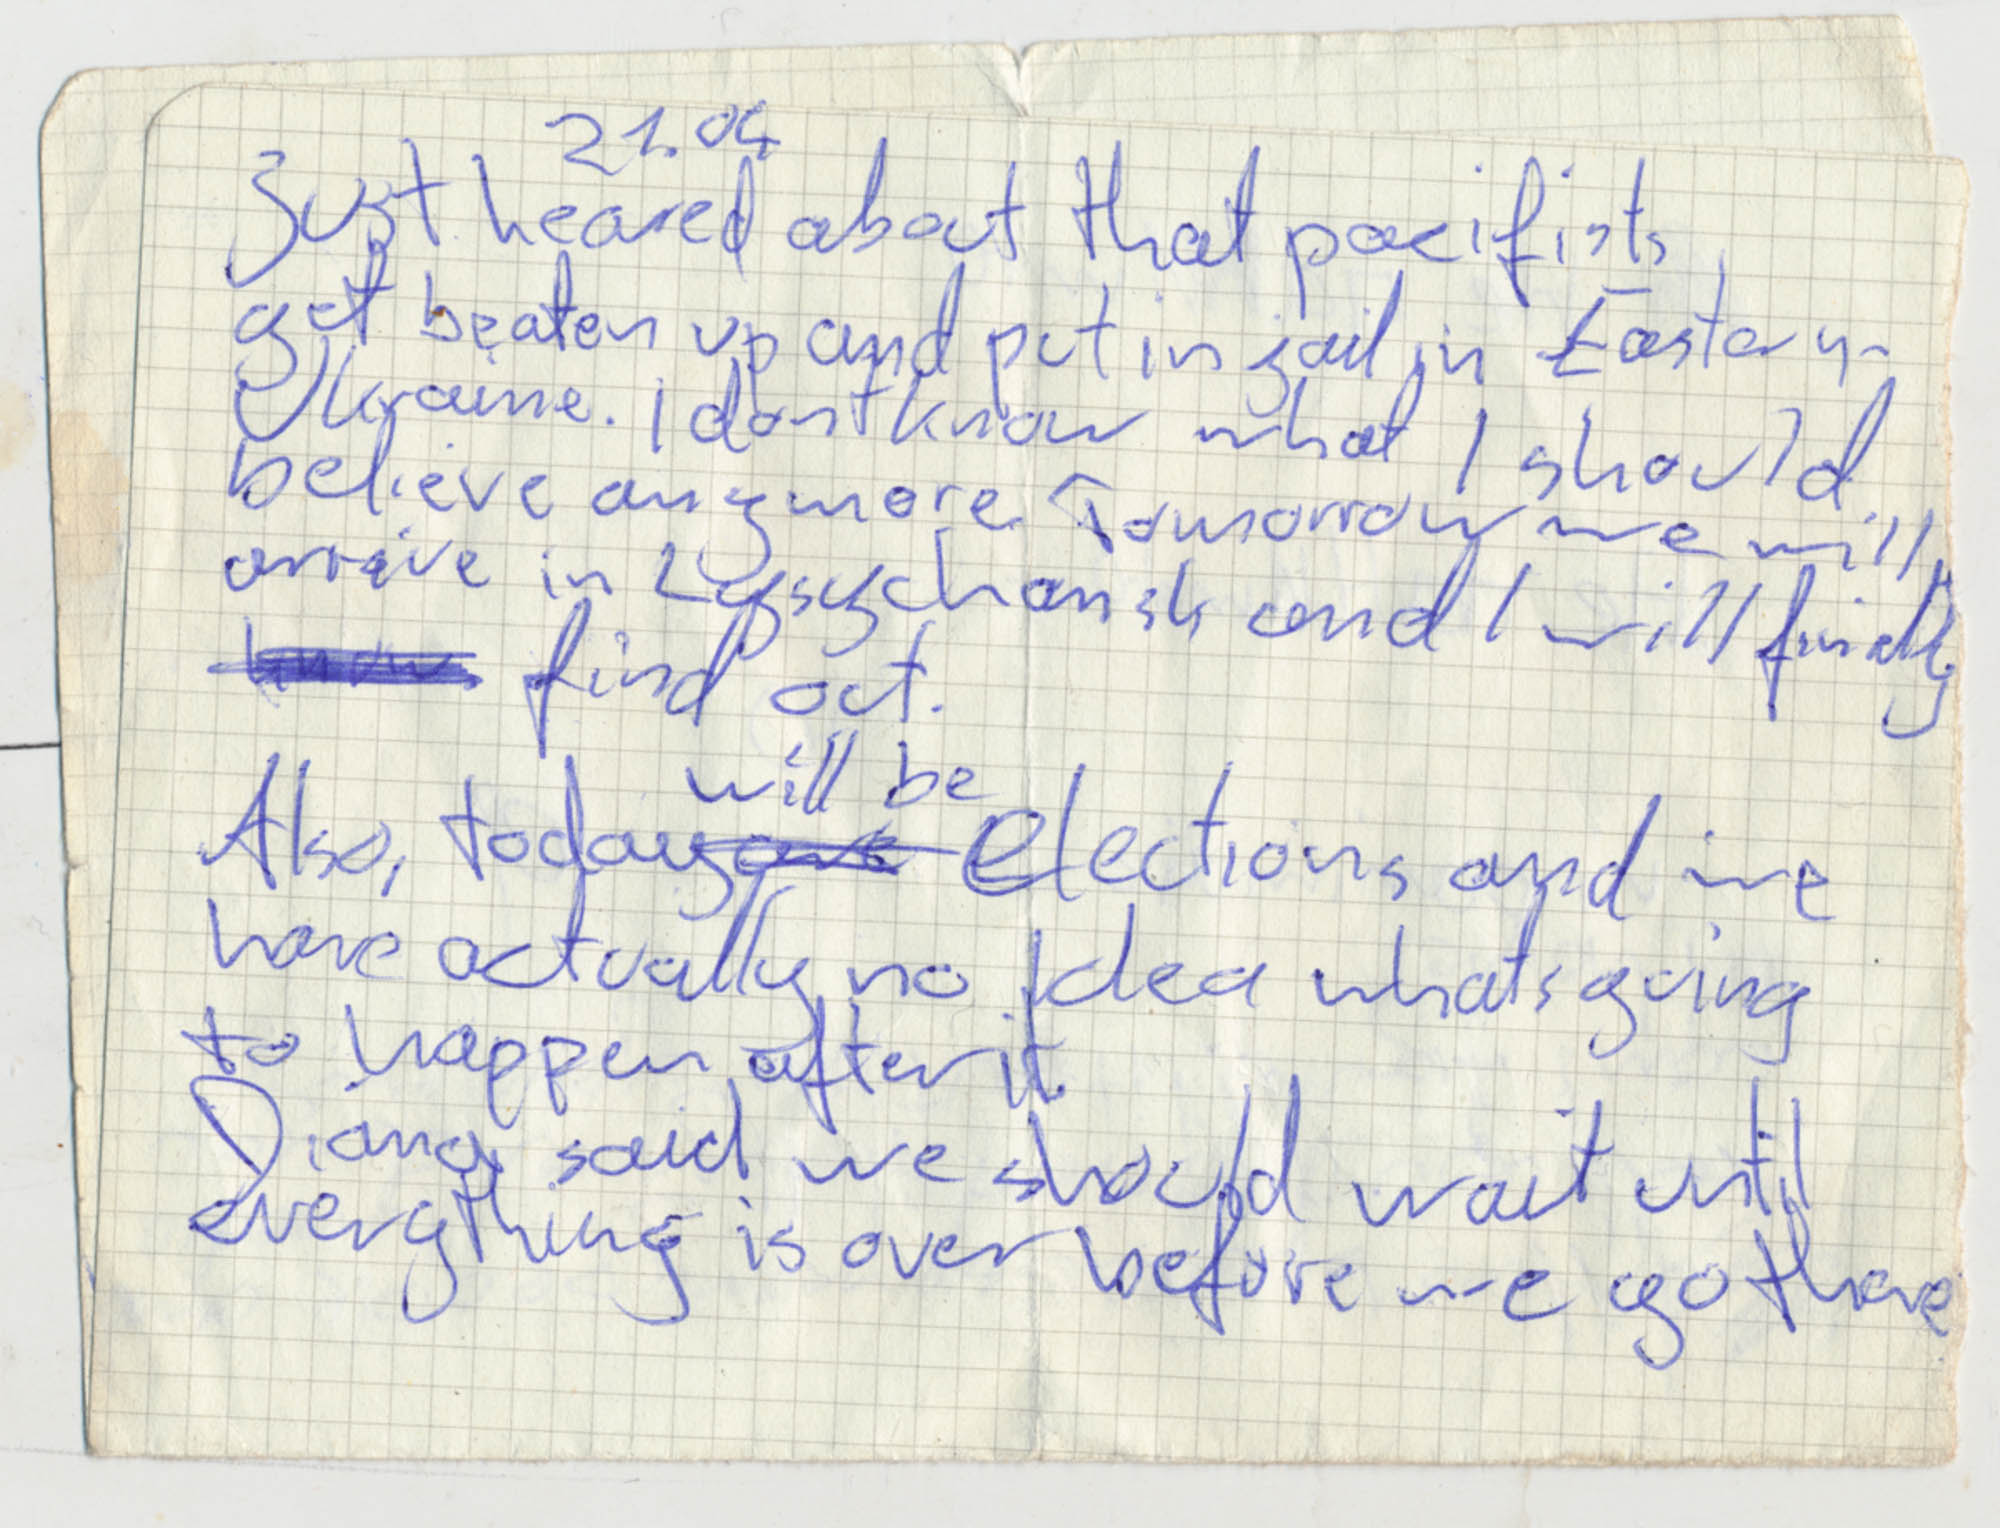 21.04
Just heared about that pacifists
get beaten up and put in jail in Eastern-
Ukraine. I dont know what I should
believe anymore. Tomorrow we will
arrive in Lysychansk and I will finally
know find out.
will be
Also, today are Elections and we
have actually no Idea whats going
to happen after it.
Diana said we should wait until
everything is over before we go there